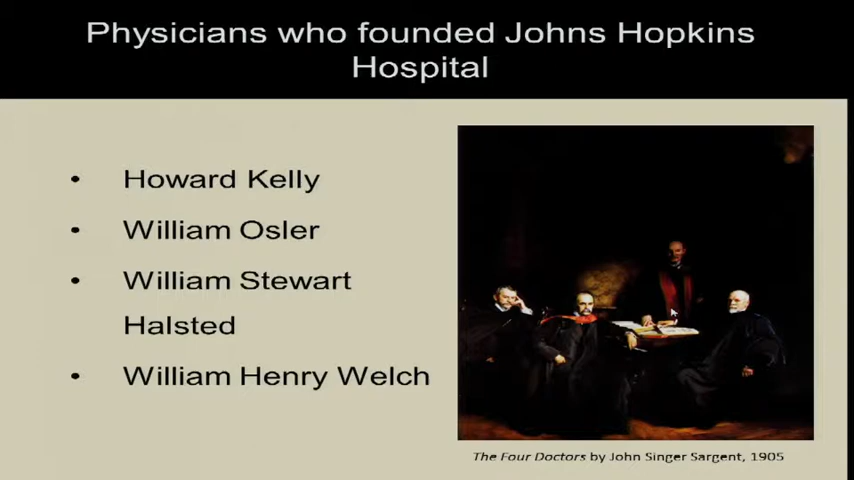 Physicians who founded Johns Hopkins
Hospital
• Howard Kelly
• William Osler
• William Stewart
Halsted
• William Henry Welch
The Four Doctors by John Singer Sargent, 1905